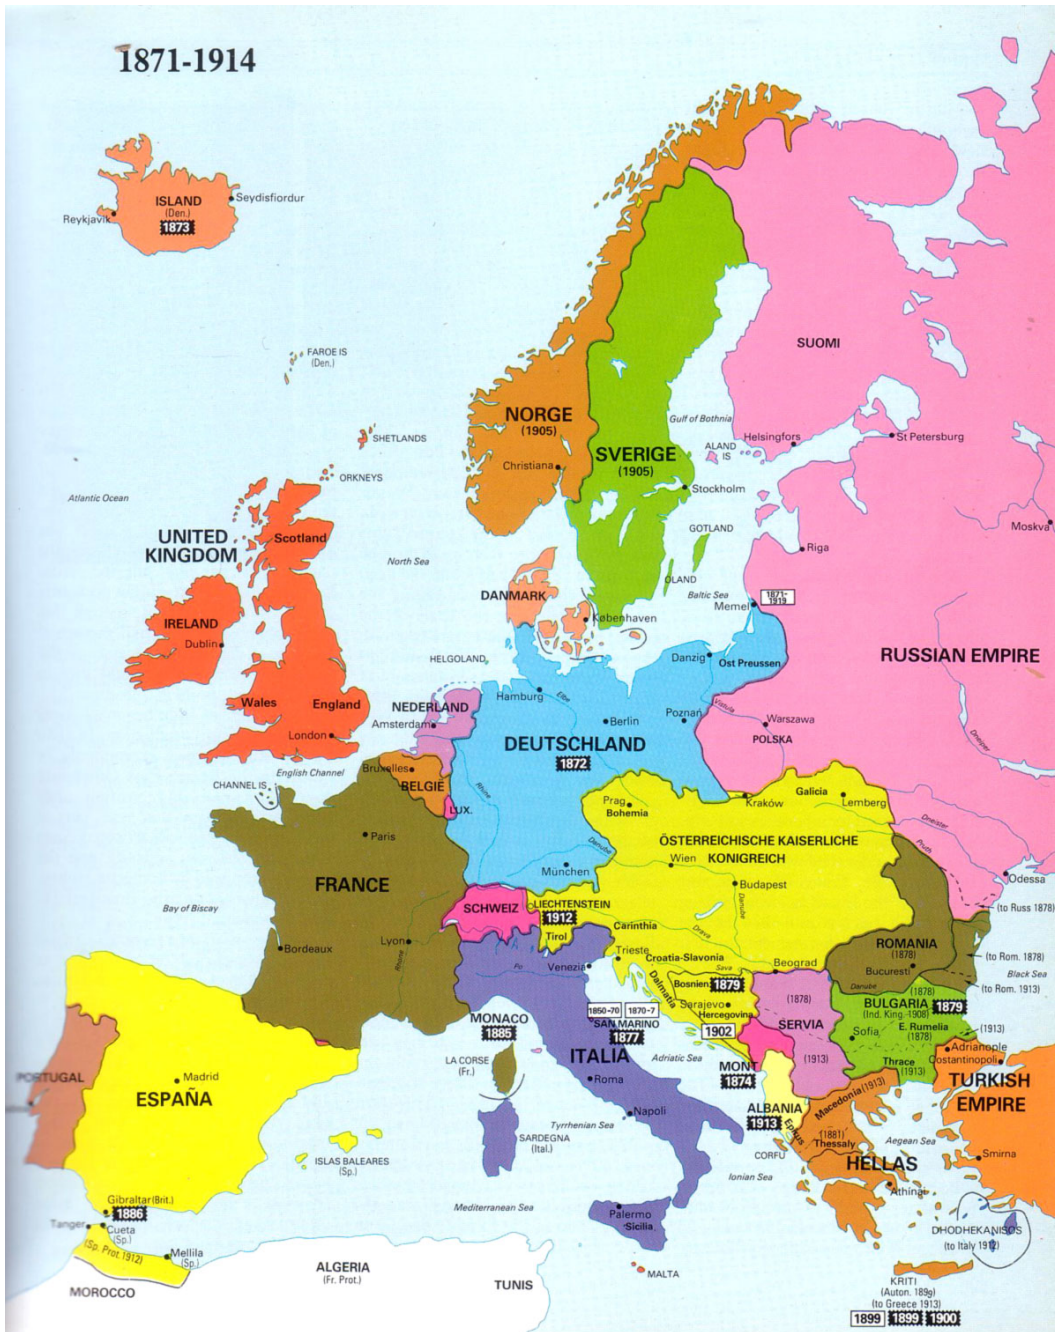 1871-1914
ISLAND
(Den.)
1873
Seydisfiordur
Reykjavik
FAROE IS
(Den.)
SHETLANDS
ORKNEYS
Atlantic Ocean
UNITED
KINGDOM
Scotland
IRELAND
Dublin
Wales
England
London
North Sea
NORGE
(1905)
Christiana
SVERIGE
(1905)
Stockholm
Gulf of Bothnia
ALAND
IS
SUOMI
Helsingfors
St Petersburg
Moskva
GOTLAND
OLAND
Riga
Baltic Sea
Memel
1871-
1919
DANMARK
København
HELGOLAND
Hamburg
Elbe
Danzig
Ost Preussen
RUSSIAN EMPIRE
NEDERLAND
Amsterdam
Berlin
Poznań
Vistula
Warszawa
POLSKA
Dneiper
DEUTSCHLAND
1872
English Channel
CHANNEL IS
Bruxelles
BELGIË
LUX.
Rhine
Paris
Prag
Bohemia
Kraków
Galicia
Lemberg
Dneister
Pruth
Odessa
(to Russ 1878)
ÖSTERREICHISCHE KAISERLICHE
KONIGREICH
Danube
Wien
München
Budapest
Danube
FRANCE
Bay of Biscay
SCHWEIZ
LIECHTENSTEIN
1912
Tirol
Carinthia
Drava
Lyon
Rhone
Bordeaux
Po
Venezia
Trieste
Croatia-Slavonia
Sava
Beograd
ROMANIA
(1878)
Bucuresti
Danube
(to Rom. 1878)
Black Sea
(to Rom. 1913)
Dalmatia
Bosnien
1879
Sarajevo
Hercegovina
1902
(1878)
SERVIA
(1913)
(1878)
BULGARIA
(Ind. King.-1908)
1879
E. Rumelia
(1878)
Sofia
(1913)
Adrianople
Costantinopoli
Thrace
(1913)
MONACO
1885
1850-70
1870-7
SAN MARINO
1877
ITALIA
Adriatic Sea
LA CORSE
(Fr.)
Roma
Napoli
MONT
1874
ALBANIA
1913
Macedonia (1913)
TURKISH
EMPIRE
PORTUGAL
Madrid
ESPAÑA
ISLAS BALEARES
(Sp.)
SARDEGNA
(Ital.)
Tyrrhenian Sea
Epirus
CORFU
(1881)
Thessaly
HELLAS
Aegean Sea
Smirna
Athinai
Ionian Sea
Mediterranean Sea
Palermo
Sicilia
Gibraltar (Brit.)
1886
Tanger
Cueta
(Sp.)
(Sp. Prot. 1912)
Mellila
(Sp.)
MOROCCO
ALGERIA
(Fr. Prot.)
TUNIS
MALTA
DHODHEKANISOS
(to Italy 1912)
KRITI
(Auton. 1899)
(to Greece 1913)
1899
1899
1900